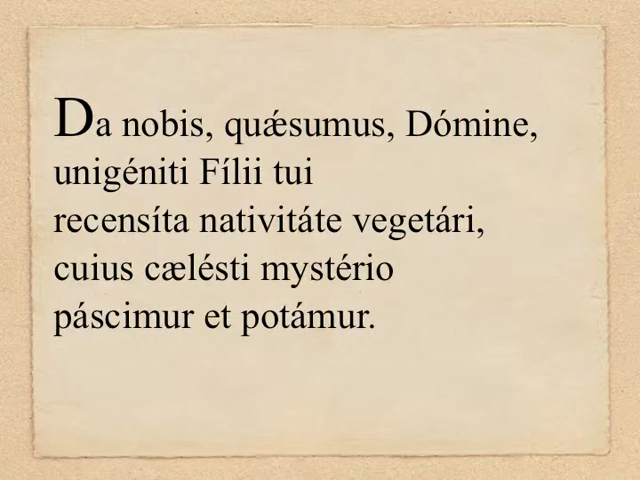 Da nobis, quǽsumus, Dómine,
unigéniti Fílii tui
recensíta nativitáte vegetári,
cuius cælésti mystério
páscimur et potámur.